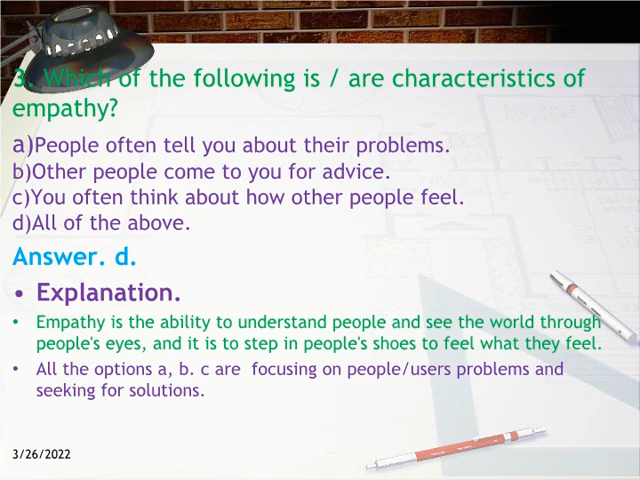 3. Which of the following is / are characteristics of
empathy?
a)People often tell you about their problems.
b)Other people come to you for advice.
c)You often think about how other people feel.
d)All of the above.
Answer. d.
• Explanation.
• Empathy is the ability to understand people and see the world through
people's eyes, and it is to step in people's shoes to feel what they feel.
• All the options a, b. c are focusing on people/users problems and
seeking for solutions.
3/26/2022